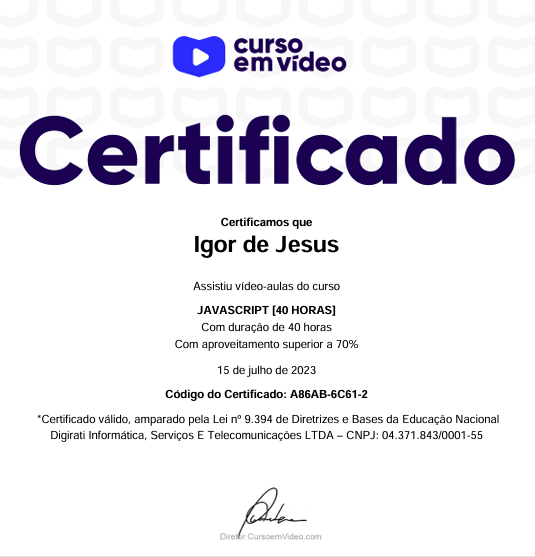 curso
em vídeo
Certificado
Certificamos que
Igor de Jesus
Assistiu vídeo-aulas do curso
JAVASCRIPT [40 HORAS]
Com duração de 40 horas
Com aproveitamento superior a 70%
15 de julho de 2023
Código do Certificado: A86AB-6C61-2
*Certificado válido, amparado pela Lei nº 9.394 de Diretrizes e Bases da Educação Nacional
Digirati Informática, Serviços E Telecomunicações LTDA – CNPJ: 04.371.843/0001-55
Diretor CursoemVideo.com